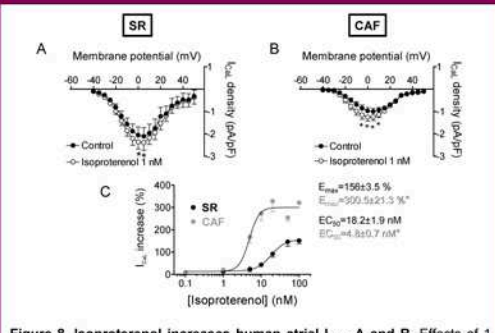 SR
CAF
A
Membrane potential (mV)
-60 -40 -20 0 20 40
1
-1
-2
-3
I_CaL density (pA/pF)
Control
Isoproterenol 1 nM
**
B
Membrane potential (mV)
-60 -40 -20 0 20 40
1
-1
-2
-3
I_CaL density (pA/pF)
Control
Isoproterenol 1 nM
****
C
I_CaL increase (%)
400
300
200
100
0
SR
CAF
0.1 1 10 100
[Isoproterenol] (nM)
E_max=156±3.5 %
E_max=300.5±21.3 %*
EC_50=18.2±1.9 nM
EC_50=4.8±0.7 nM*
Figure 8. Isoproterenol increases human atrial I A and B. Effects of 1